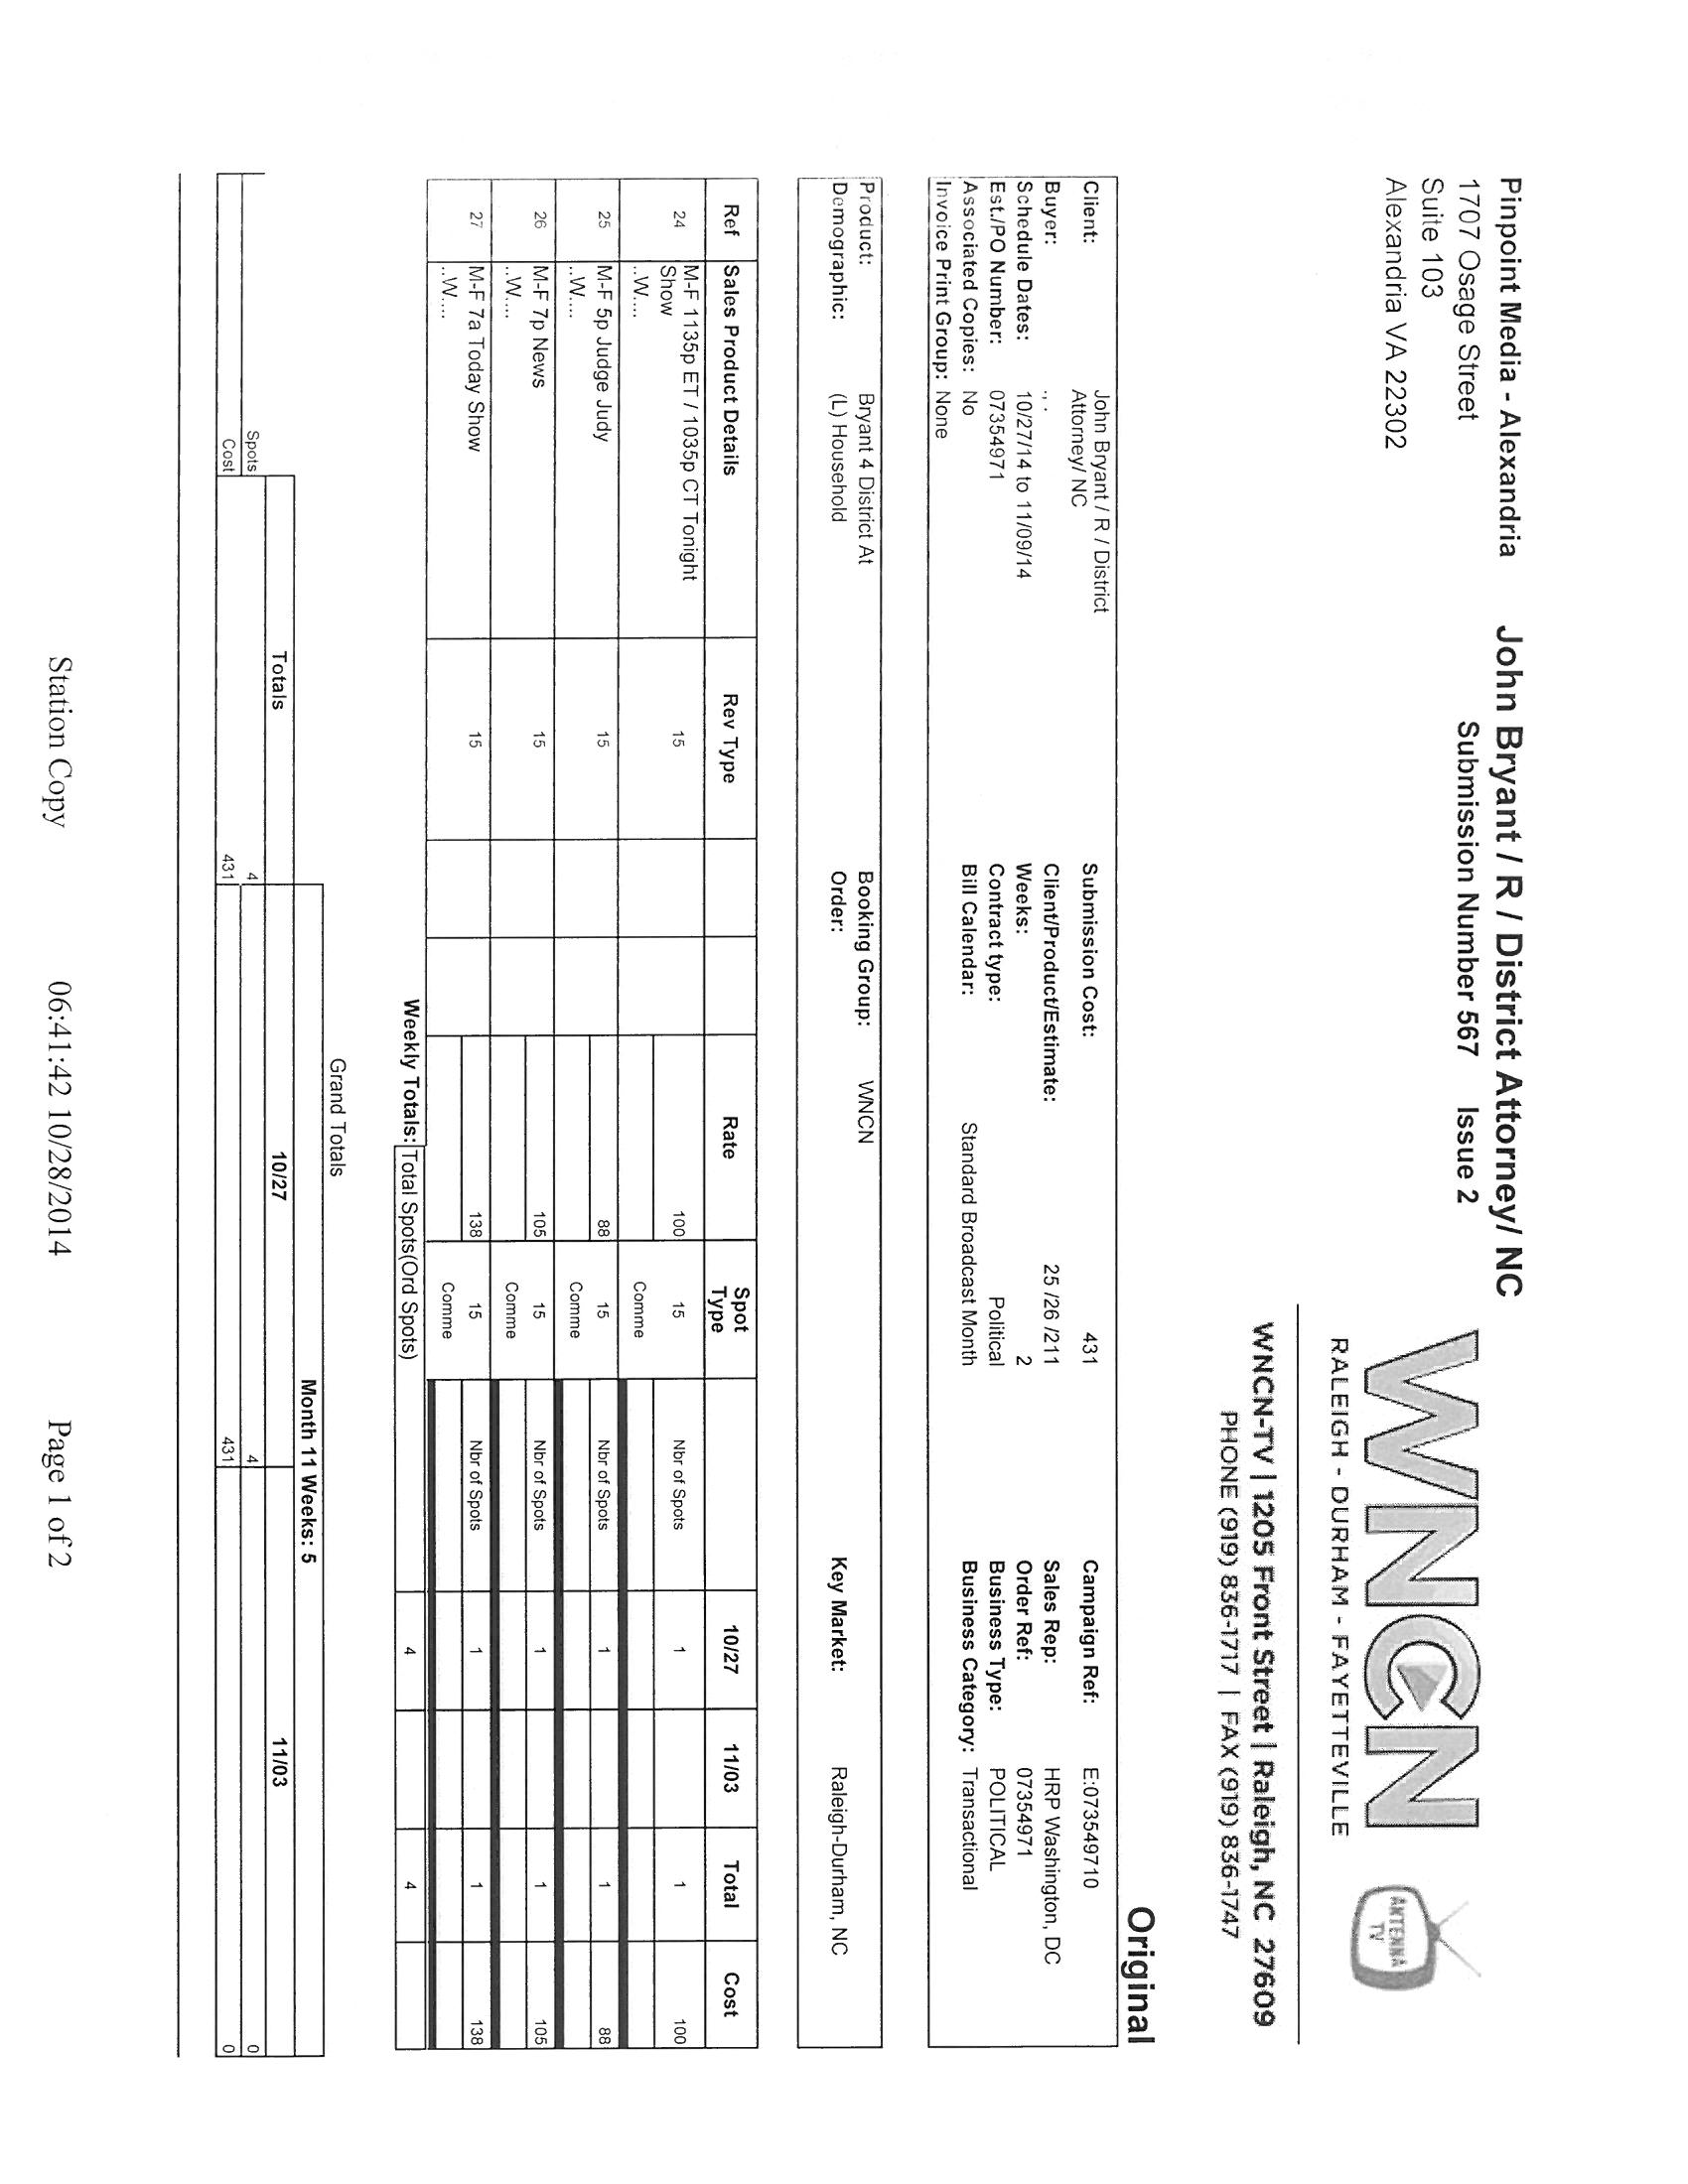 Pinpoint Media - Alexandria
1707 Osage Street
Suite 103
Alexandria VA 22302
John Bryant / R / District Attorney/ NC
Submission Number 567 Issue 2
WNCN
RALEIGH - DURHAM - FAYETTEVILLE
ANTENNA
TV
WNCN-TV | 1205 Front Street | Raleigh, NC 27609
PHONE (919) 836-1717 | FAX (919) 836-1747
Original
Client: John Bryant / R / District Attorney/ NC Submission Cost: 431 Campaign Ref: E:073549710
Buyer: ., . Client/Product/Estimate: 25 /26 /211 Sales Rep: HRP Washington, DC
Schedule Dates: 10/27/14 to 11/09/14 Weeks: 2 Order Ref: 07354971
Est./PO Number: 07354971 Contract type: Political Business Type: POLITICAL
Associated Copies: No Bill Calendar: Standard Broadcast Month Business Category: Transactional
Invoice Print Group: None
Product: Bryant 4 District At Booking Group: WNCN
Demographic: (L) Household Order: Key Market: Raleigh-Durham, NC
Ref Sales Product Details Rev Type Rate Spot Type 10/27 11/03 Total Cost
24 M-F 1135p ET / 1035p CT Tonight 15 100 15 Nbr of Spots 1 1 100
Show
..W.... Comme
25 M-F 5p Judge Judy 15 88 15 Nbr of Spots 1 1 88
..W.... Comme
26 M-F 7p News 15 105 15 Nbr of Spots 1 1 105
..W.... Comme
27 M-F 7a Today Show 15 138 15 Nbr of Spots 1 1 138
..W.... Comme
Weekly Totals: Total Spots(Ord Spots) 4 4
Grand Totals
Month 11 Weeks: 5
Totals 10/27 11/03
Spots 4 4 0
Cost 431 431 0
Station Copy 06:41:42 10/28/2014 Page 1 of 2